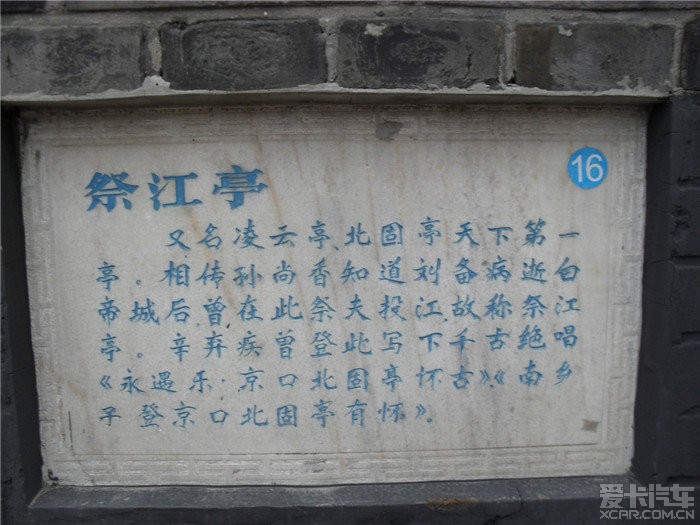 祭江亭
16
又名凌云亭北固亭天下第一
亭。相传孙尚香知道刘备病逝白
帝城后曾在此祭夫投江故称祭江
亭。辛弃疾曾登此写下千古绝唱
《永遇乐·京口北固亭怀古》《南乡
子登京口北固亭有怀》。
爱卡汽车
XCAR.COM.CN